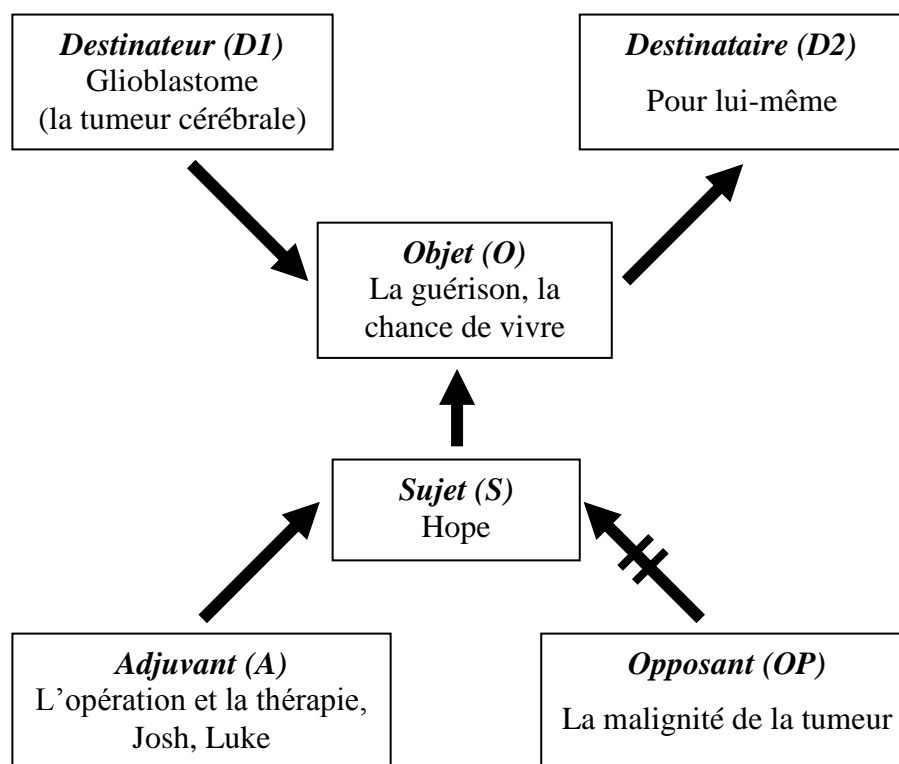 Destinateur (D1)
Glioblastome
(la tumeur cérébrale)
Destinataire (D2)
Pour lui-même
Objet (O)
La guérison, la
chance de vivre
Sujet (S)
Hope
Adjuvant (A)
L'opération et la thérapie,
Josh, Luke
Opposant (OP)
La malignité de la tumeur